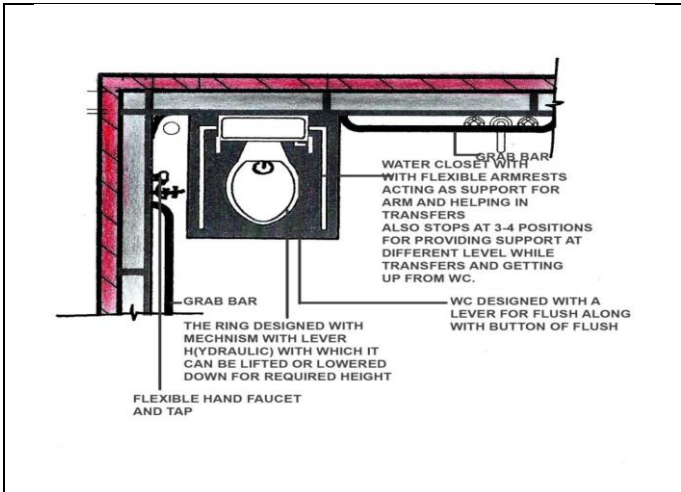 GRAB BAR
WATER CLOSET WITH
WITH FLEXIBLE ARMRESTS
ACTING AS SUPPORT FOR
ARM AND HELPING IN
TRANSFERS
ALSO STOPS AT 3-4 POSITIONS
FOR PROVIDING SUPPORT AT
DIFFERENT LEVEL WHILE
TRANSFERS AND GETTING
UP FROM WC.
GRAB BAR
WC DESIGNED WITH A
LEVER FOR FLUSH ALONG
WITH BUTTON OF FLUSH
THE RING DESIGNED WITH
MECHNISM WITH LEVER
H(YDRAULIC) WITH WHICH IT
CAN BE LIFTED OR LOWERED
DOWN FOR REQUIRED HEIGHT
FLEXIBLE HAND FAUCET
AND TAP